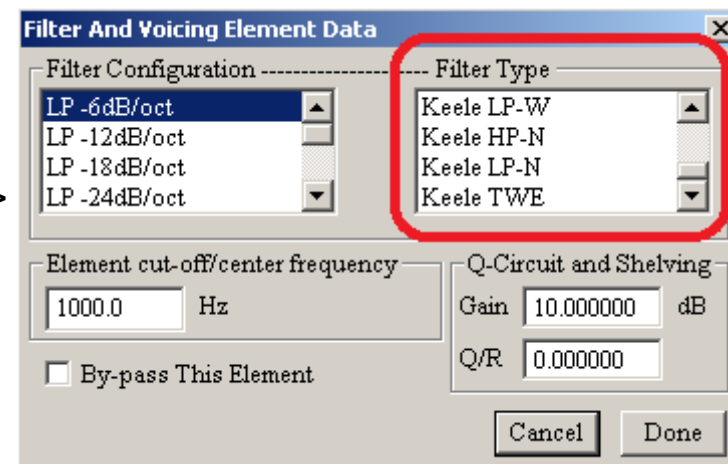 Filter And Voicing Element Data
Filter Configuration -------------------- Filter Type
LP -6dB/oct
LP -12dB/oct
LP -18dB/oct
LP -24dB/oct
Keele LP-W
Keele HP-N
Keele LP-N
Keele TWE
Element cut-off/center frequency
1000.0 Hz
By-pass This Element
Q-Circuit and Shelving
Gain 10.000000 dB
Q/R 0.000000
Cancel Done